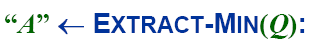 “A” ← EXTRACT-MIN(Q):